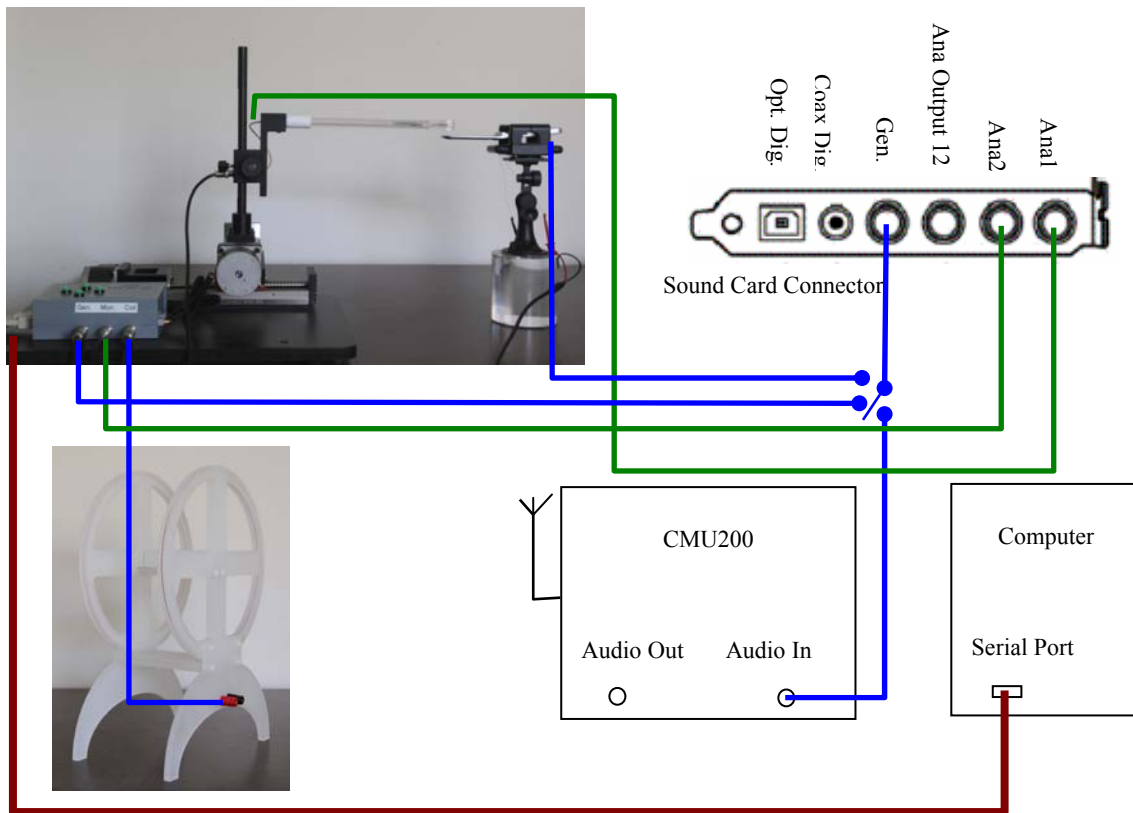 Opt. Dig.
Coax Dig.
Gen.
Ana Output 12
Ana2
Ana1
Sound Card Connector
Gen.
Mon.
Coil
CMU200
Audio Out
Audio In
Computer
Serial Port